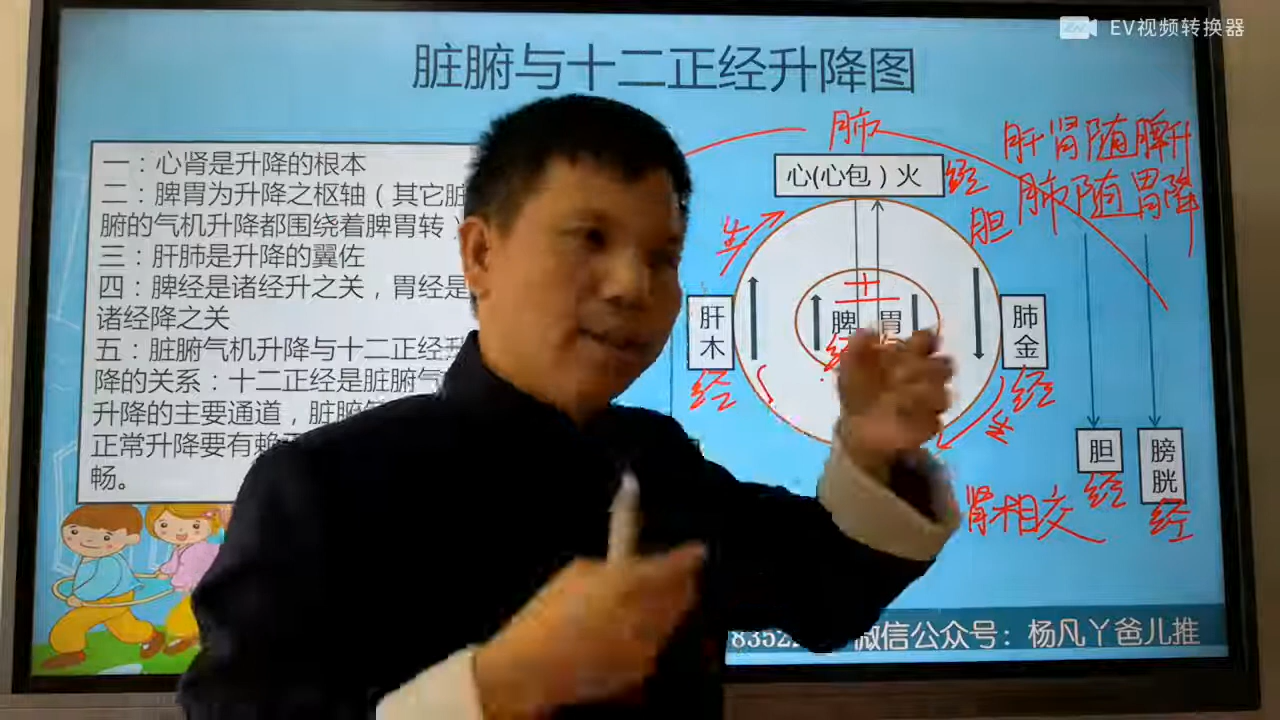 EV视频转换器
脏腑与十二正经升降图
一：心肾是升降的根本
二：脾胃为升降之枢轴（其它脏
腑的气机升降都围绕着脾胃转）
三：肝肺是升降的翼佐
四：脾经是诸经升之关，胃经是
诸经降之关
五：脏腑气机升降与十二正经升
降的关系：十二正经是脏腑气
升降的主要通道，脏腑
正常升降要有赖
畅。
肺
心(心包）火
经
肝肾随脾升
肺随胃降
胆
土
脾
胃
经
肝
木
经
肺
金
经
胆
经
膀
胱
经
肾相交
微信公众号：杨凡丫爸儿推